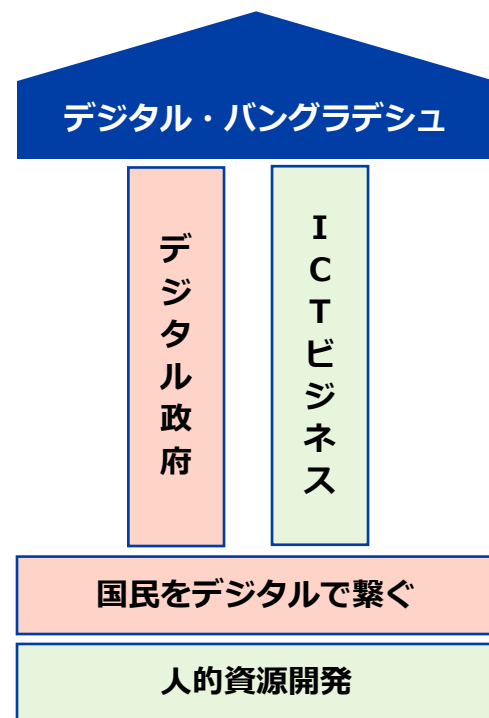 デジタル・バングラデシュ
デジタル政府
ICTビジネス
国民をデジタルで繋ぐ
人的資源開発